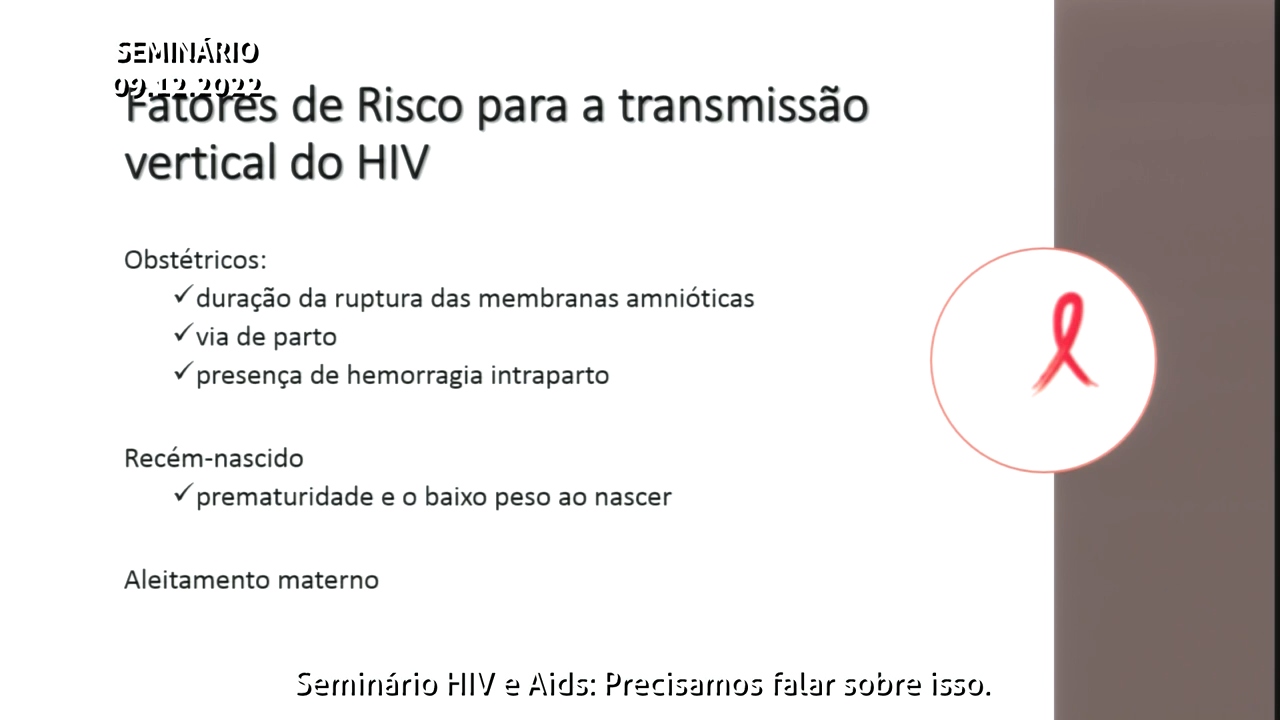 SEMINÁRIO
09.12.2022
Fatores de Risco para a transmissão
vertical do HIV
Obstétricos:
✓duração da ruptura das membranas amnióticas
✓via de parto
✓presença de hemorragia intraparto
Recém-nascido
✓prematuridade e o baixo peso ao nascer
Aleitamento materno
Seminário HIV e Aids: Precisamos falar sobre isso.